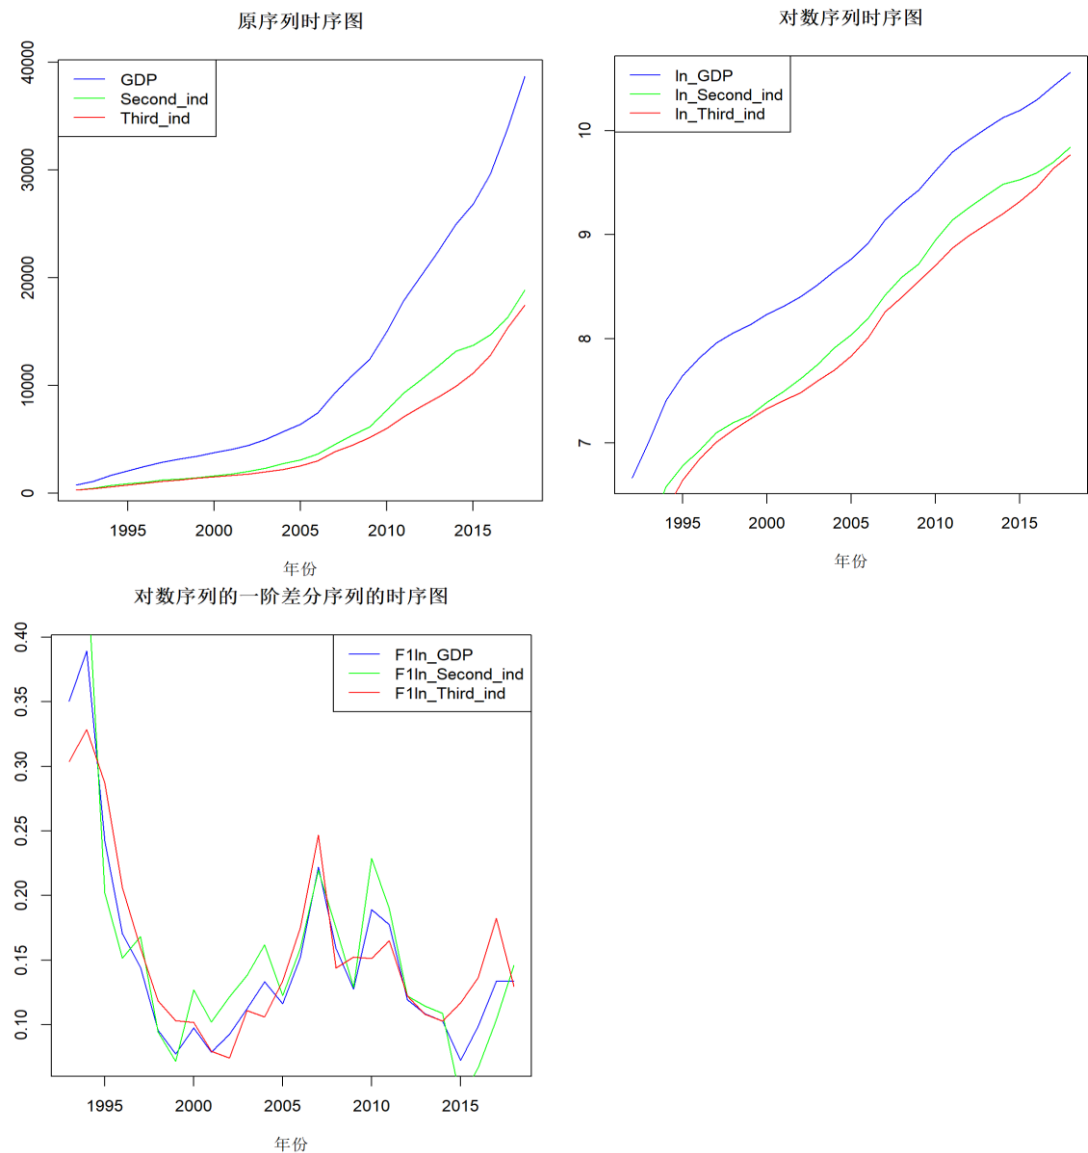 原序列时序图
GDP
Second_ind
Third_ind
40000
30000
20000
10000
0
1995 2000 2005 2010 2015
年份
对数序列时序图
ln_GDP
ln_Second_ind
ln_Third_ind
10
9
8
7
1995 2000 2005 2010 2015
年份
对数序列的一阶差分序列的时序图
F1ln_GDP
F1ln_Second_ind
F1ln_Third_ind
0.40
0.35
0.30
0.25
0.20
0.15
0.10
1995 2000 2005 2010 2015
年份